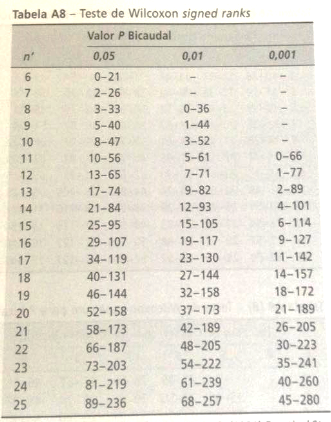 Tabela A8 – Teste de Wilcoxon signed ranks
Valor P Bicaudal
n' 0,05 0,01 0,001
6 0–21 – –
7 2–26 – –
8 3–33 0–36 –
9 5–40 1–44 –
10 8–47 3–52 –
11 10–56 5–61 0–66
12 13–65 7–71 1–77
13 17–74 9–82 2–89
14 21–84 12–93 4–101
15 25–95 15–105 6–114
16 29–107 19–117 9–127
17 34–119 23–130 11–142
18 40–131 27–144 14–157
19 46–144 32–158 18–172
20 52–158 37–173 21–189
21 58–173 42–189 26–205
22 66–187 48–205 30–223
23 73–203 54–222 35–241
24 81–219 61–239 40–260
25 89–236 68–257 45–280